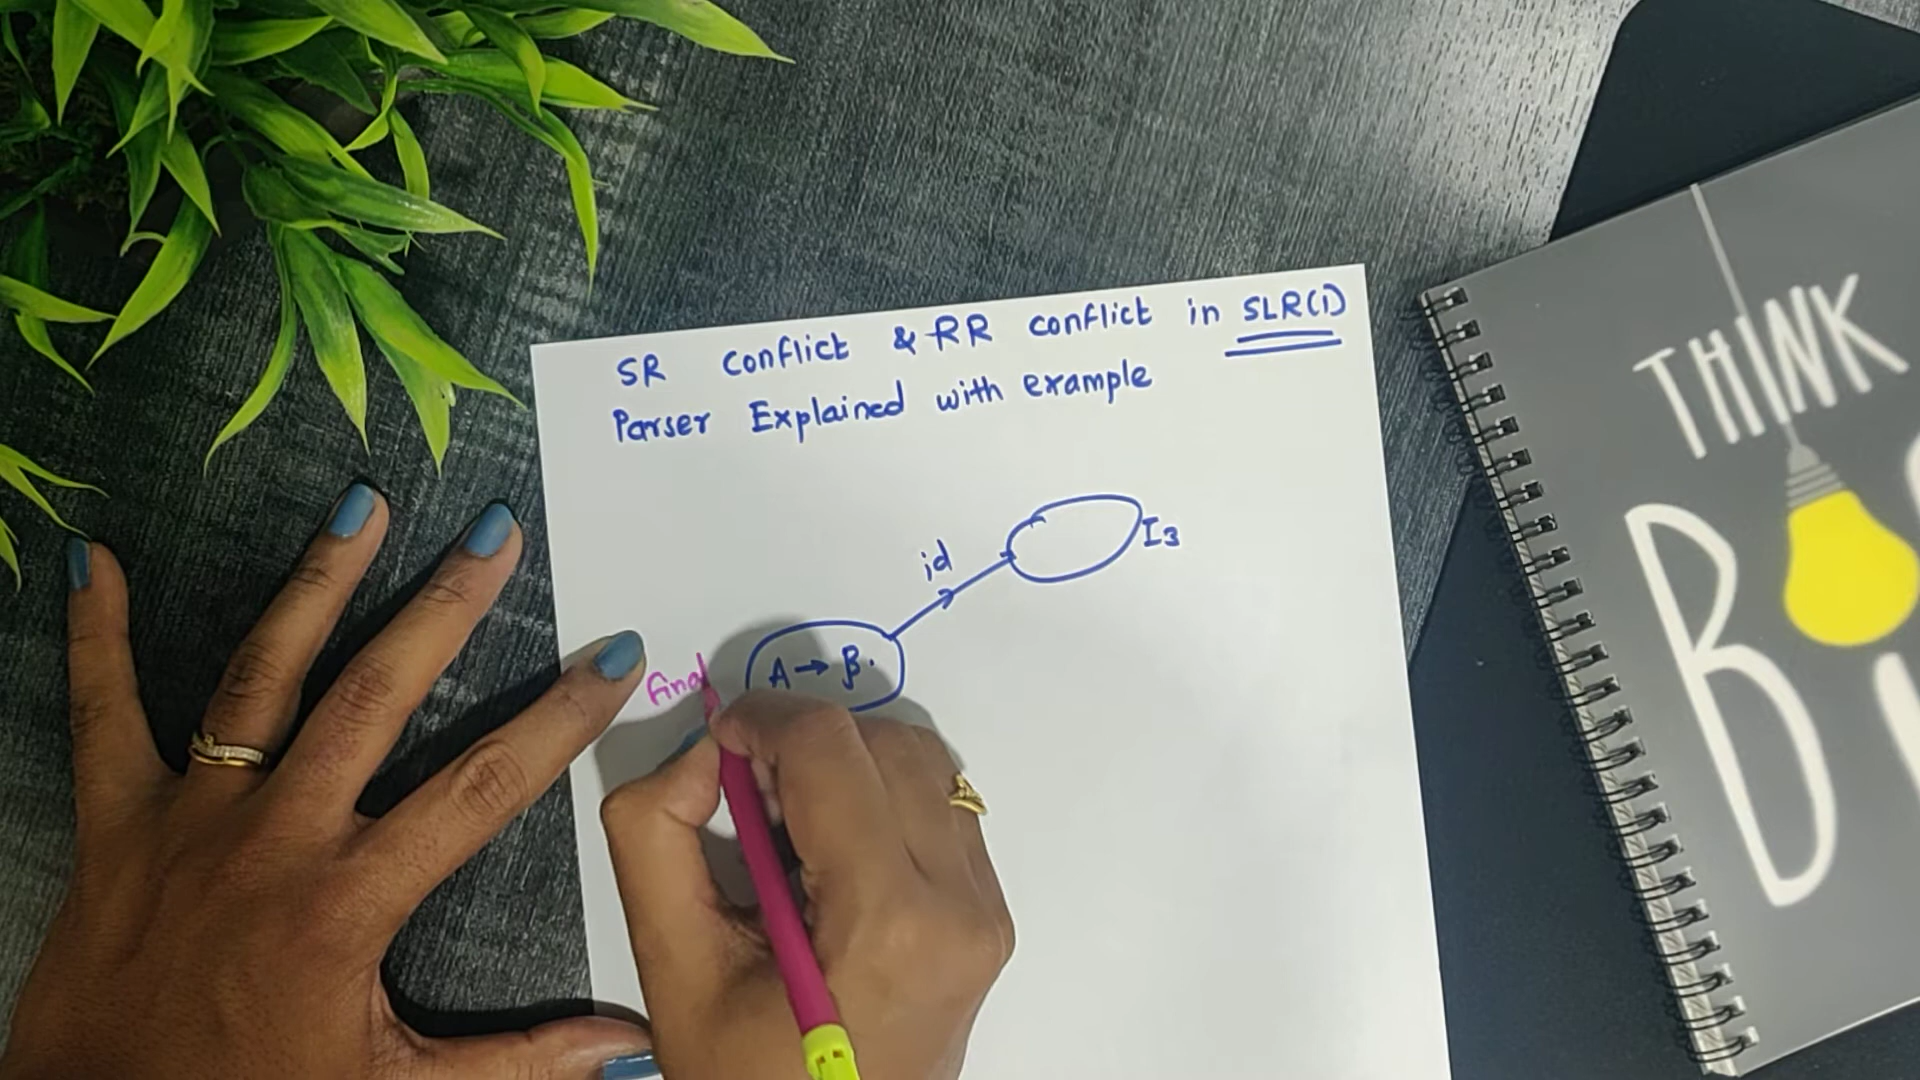 SR conflict & RR conflict in SLR(1)
Parser Explained with example
id
I3
A → β.
final
THINK